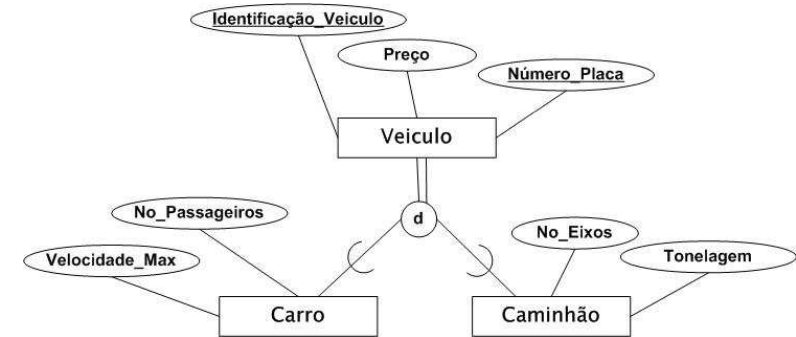 Identificação_Veiculo
Preço
Número_Placa
Veiculo
d
No_Passageiros
No_Eixos
Velocidade_Max
Tonelagem
Carro
Caminhão